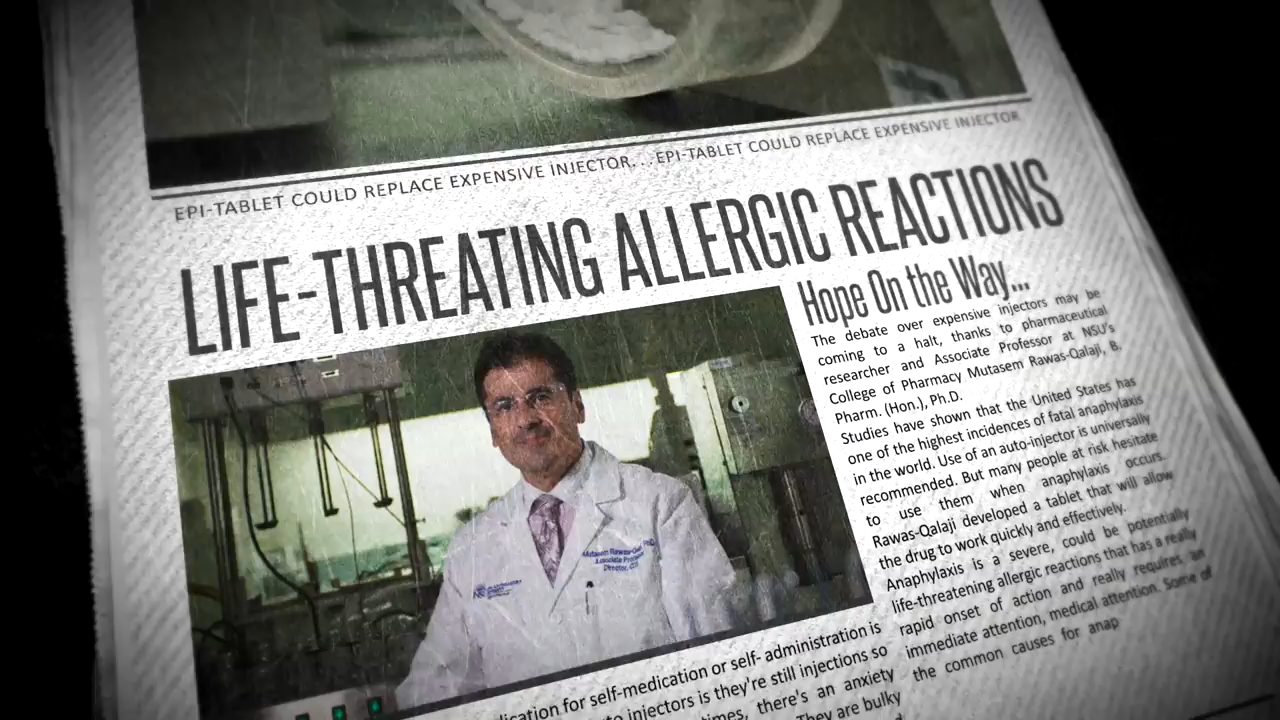 EPI-TABLET COULD REPLACE EXPENSIVE INJECTOR...EPI-TABLET COULD REPLACE EXPENSIVE INJECTOR
LIFE-THREATING ALLERGIC REACTIONS
Hope On the Way...
The debate over expensive injectors may be
coming to a halt, thanks to pharmaceutical
researcher and Associate Professor at NSU's
College of Pharmacy Mutasem Rawas-Qalaji, B.
Pharm. (Hon.), Ph.D.
Studies have shown that the United States has
one of the highest incidences of fatal anaphylaxis
in the world. Use of an auto-injector is universally
recommended. But many people at risk hesitate
to use them when anaphylaxis occurs.
Rawas-Qalaji developed a tablet that will allow
the drug to work quickly and effectively.
Anaphylaxis is a severe, could be potentially
life-threatening allergic reactions that has a really
rapid onset of action and really requires, an
immediate attention, medical attention. Some of
the common causes for anap
Mutasem Rawas-Qalaji, PhD
Associate Professor
Director,
for self-medication or self- administration is
to injectors is they're still injections so
times, there's an anxiety
They are bulky